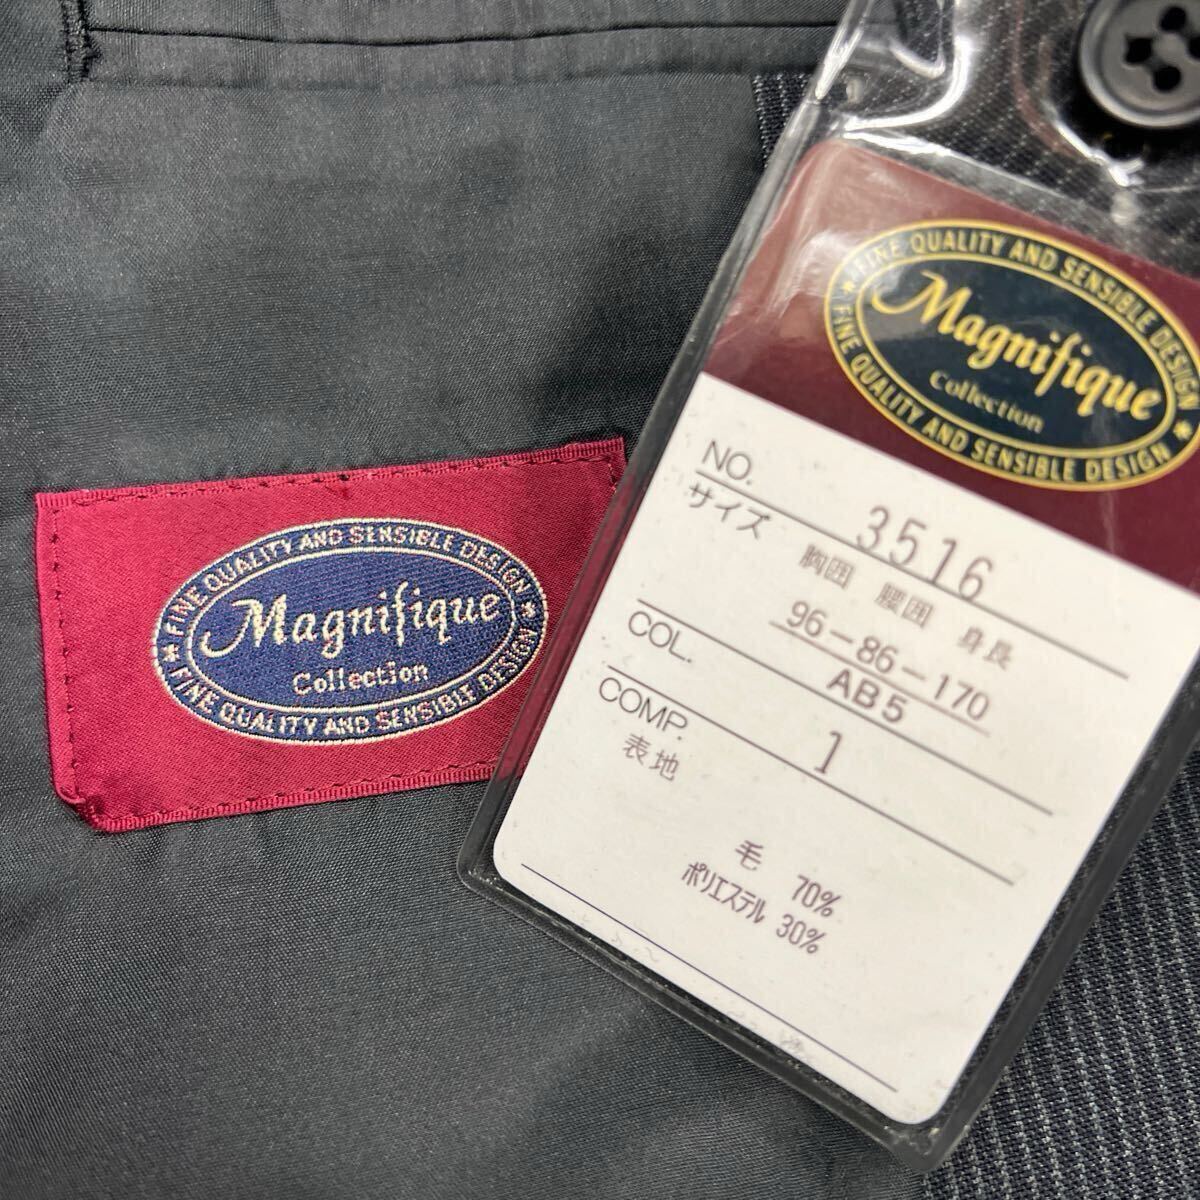 FINE QUALITY AND SENSIBLE DESIGN
Magnifique
Collection
FINE QUALITY AND SENSIBLE DESIGN
FINE QUALITY AND SENSIBLE DESIGN
Magnifique
Collection
FINE QUALITY AND SENSIBLE DESIGN
NO. 3516
サイズ 胸囲 腰囲 身長
96-86-170
AB5
COL. 1
COMP.
表地
毛 70%
ポリエステル 30%